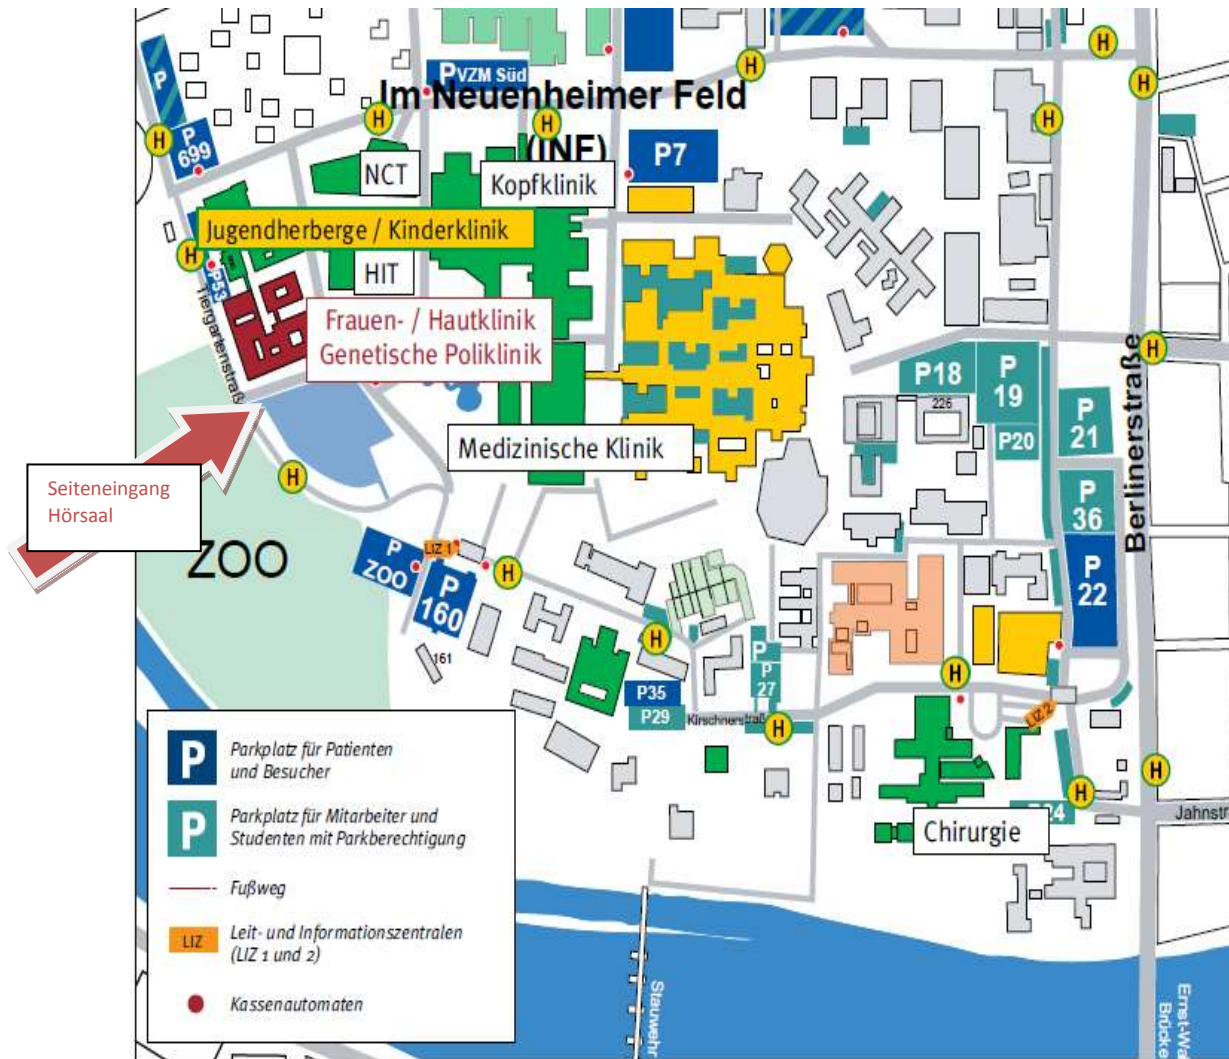 P
P VZM Süd
H
H
H
H
H
H
H
Im Neuenheimer Feld
(INF)
P
699
NCT
Kopfklinik
P7
Jugendherberge / Kinderklinik
H
P53
HIT
Tiergartenstraße
Frauen- / Hautklinik
Genetische Poliklinik
H
Berlinerstraße
P18
P
19
226
P20
P
21
Medizinische Klinik
H
Seiteneingang
Hörsaal
P
36
ZOO
P
ZOO
LIZ 1
H
P
160
P
22
161
H
P
P
27
P35
P29
Kirschnerstraß
H
H
LIZ 2
H
H
Chirurgie
Jahnstr
P
Parkplatz für Patienten
und Besucher
P
Parkplatz für Mitarbeiter und
Studenten mit Parkberechtigung
Fußweg
LIZ
Leit- und Informationszentralen
(LIZ 1 und 2)
Kassenautomaten
Stauwehr
Ernst-Wa
Brücke